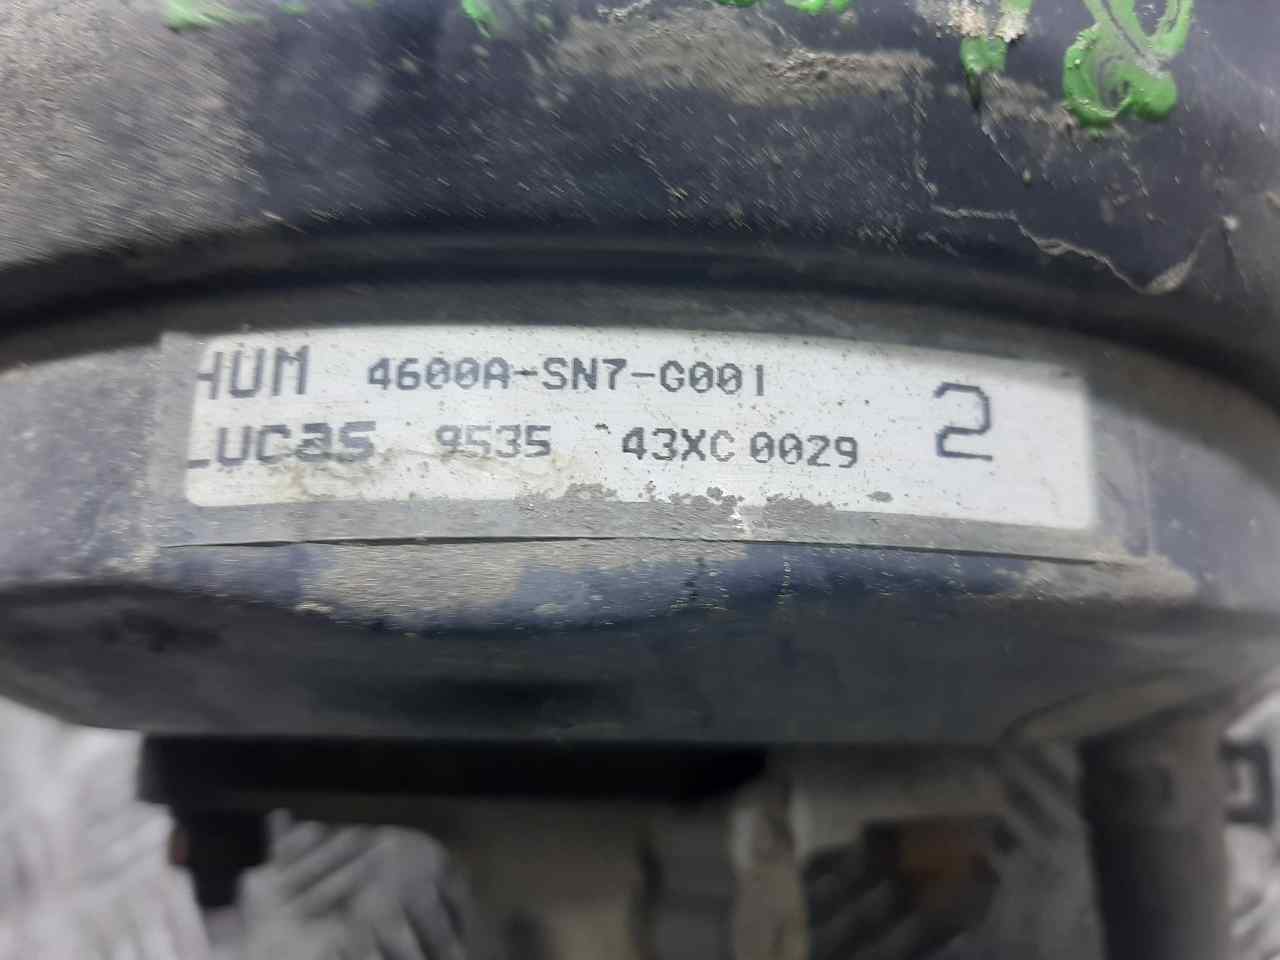 HUM 4600A-SN7-G001
Lucas 9535 43XC 0029 2